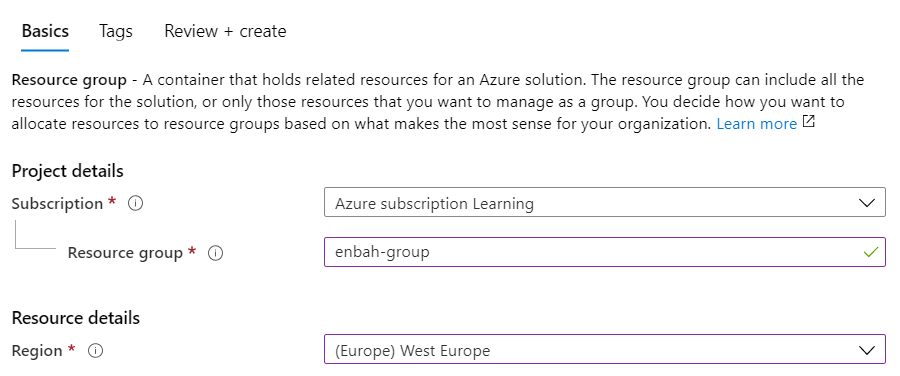 Basics Tags Review + create
Resource group - A container that holds related resources for an Azure solution. The resource group can include all the
resources for the solution, or only those resources that you want to manage as a group. You decide how you want to
allocate resources to resource groups based on what makes the most sense for your organization. Learn more
Project details
Subscription * Azure subscription Learning
Resource group * enbah-group
Resource details
Region * (Europe) West Europe